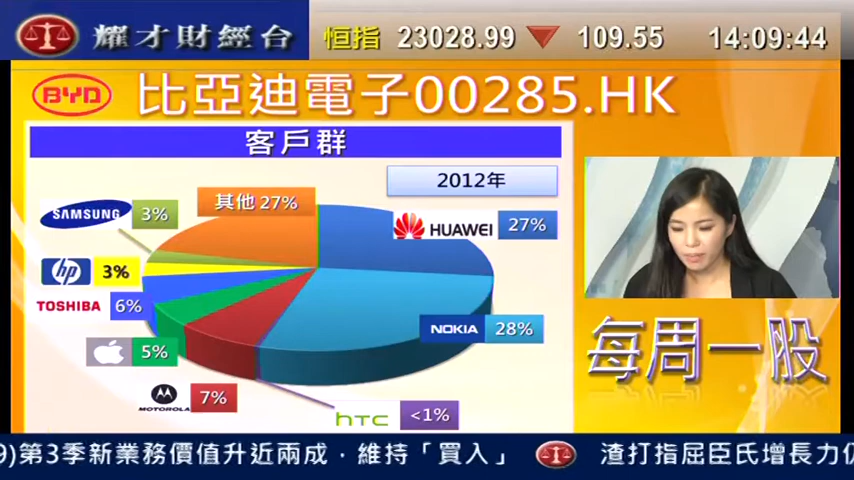 耀才財經台
恒指 23028.99 109.55 14:09:44
BYD 比亞迪電子00285.HK
客戶群
2012年
SAMSUNG 3%
其他 27%
HUAWEI 27%
hp 3%
TOSHIBA 6%
NOKIA 28%
5%
MOTOROLA 7%
hTC <1%
每周一股
9)第3季新業務價值升近兩成，維持「買入」
渣打指屈臣氏增長力仍